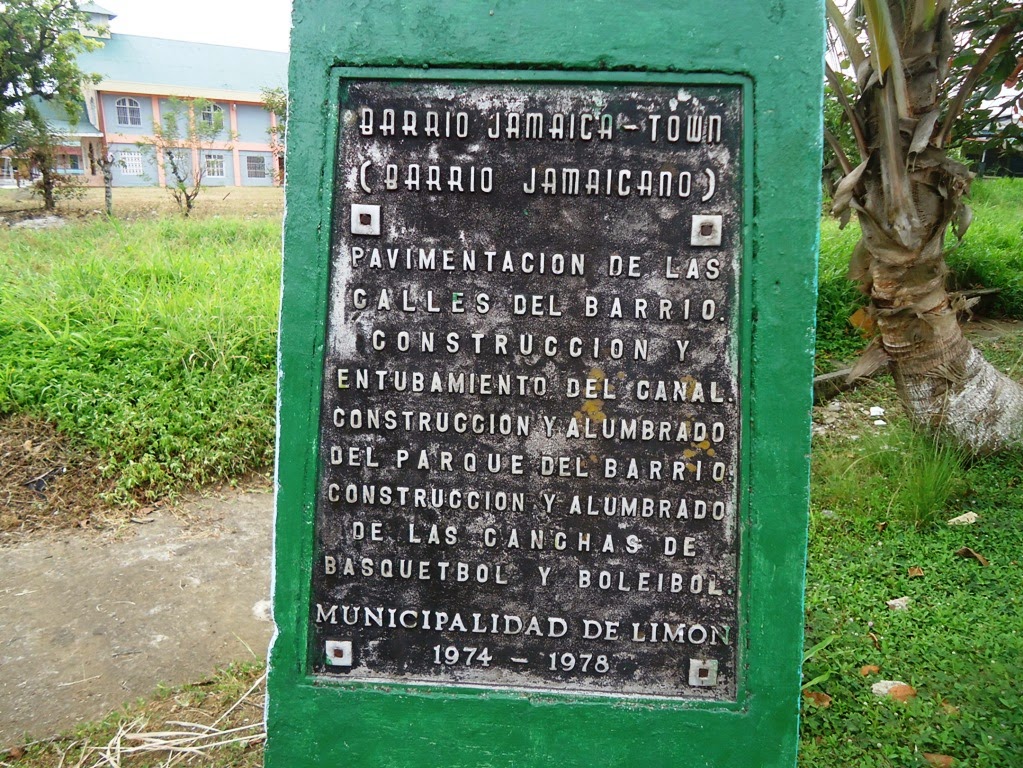 BARRIO JAMAICA - TOWN
(BARRIO JAMAICANO)
PAVIMENTACION DE LAS
CALLES DEL BARRIO.
CONSTRUCCION Y
ENTUBAMIENTO DEL CANAL.
CONSTRUCCION Y ALUMBRADO
DEL PARQUE DEL BARRIO.
CONSTRUCCION Y ALUMBRADO
DE LAS CANCHAS DE
BASQUETBOL Y BOLEIBOL.
MUNICIPALIDAD DE LIMON
1974 - 1978